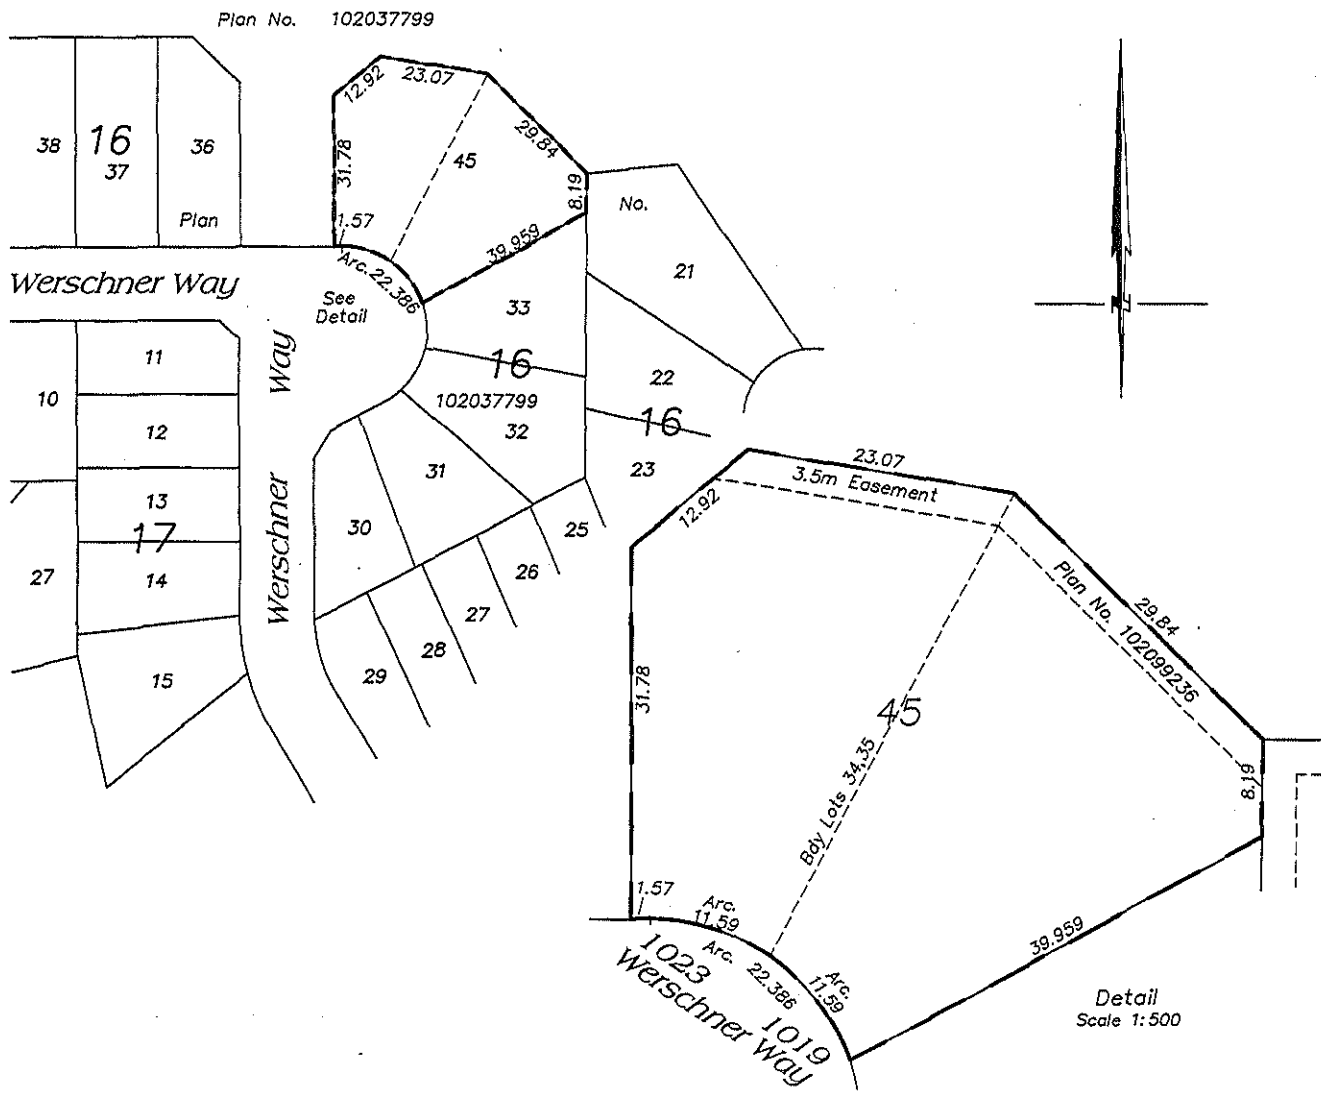 Plan No. 102037799
12.92
23.07
29.84
31.78
8.19
38
16
37
36
45
No.
Plan
1.57
39.959
21
Werschner Way
Arc. 22.386
See
Detail
33
11
Way
16
22
10
102037799
16
12
32
31
23
23.07
3.5m Easement
13
17
30
25
12.92
27
14
26
Plan No. 102099236
29.84
Werschner
27
28
15
29
31.78
45
Bdy Lots 34,35
8.19
1.57
Arc.
11.59
39.959
1023
Arc. 22.386
Arc.
11.59
1019
Werschner Way
Detail
Scale 1:500